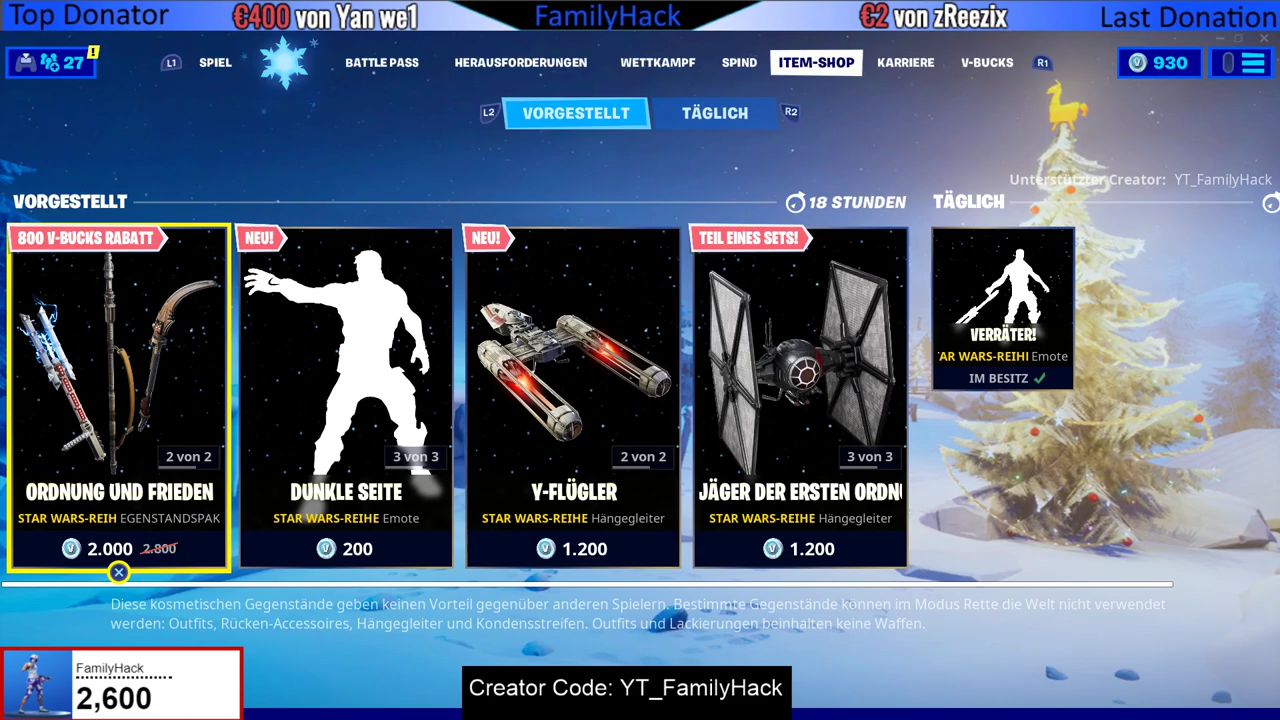 Top Donator
€400 von Yan we1
FamilyHack
€2 von zReezix
Last Donation
27
!
L1
SPIEL
BATTLE PASS
HERAUSFORDERUNGEN
WETTKAMPF
SPIND
ITEM-SHOP
KARRIERE
V-BUCKS
R1
930
L2
VORGESTELLT
TÄGLICH
R2
Unterstützter Creator: YT_FamilyHack
VORGESTELLT
18 STUNDEN
TÄGLICH
800 V-BUCKS RABATT
2 von 2
ORDNUNG UND FRIEDEN
STAR WARS-REIH EGENSTANDSPAK
2.000 2.800
NEU!
3 von 3
DUNKLE SEITE
STAR WARS-REIHE Emote
200
NEU!
2 von 2
Y-FLÜGLER
STAR WARS-REIHE Hängegleiter
1.200
TEIL EINES SETS!
3 von 3
JÄGER DER ERSTEN ORDN
STAR WARS-REIHE Hängegleiter
1.200
VERRÄTER!
AR WARS-REIHI Emote
IM BESITZ
Diese kosmetischen Gegenstände geben keinen Vorteil gegenüber anderen Spielern. Bestimmte Gegenstände können im Modus Rette die Welt nicht verwendet
werden: Outfits, Rücken-Accessoires, Hängegleiter und Kondensstreifen. Outfits und Lackierungen beinhalten keine Waffen.
FamilyHack
2,600
Creator Code: YT_FamilyHack